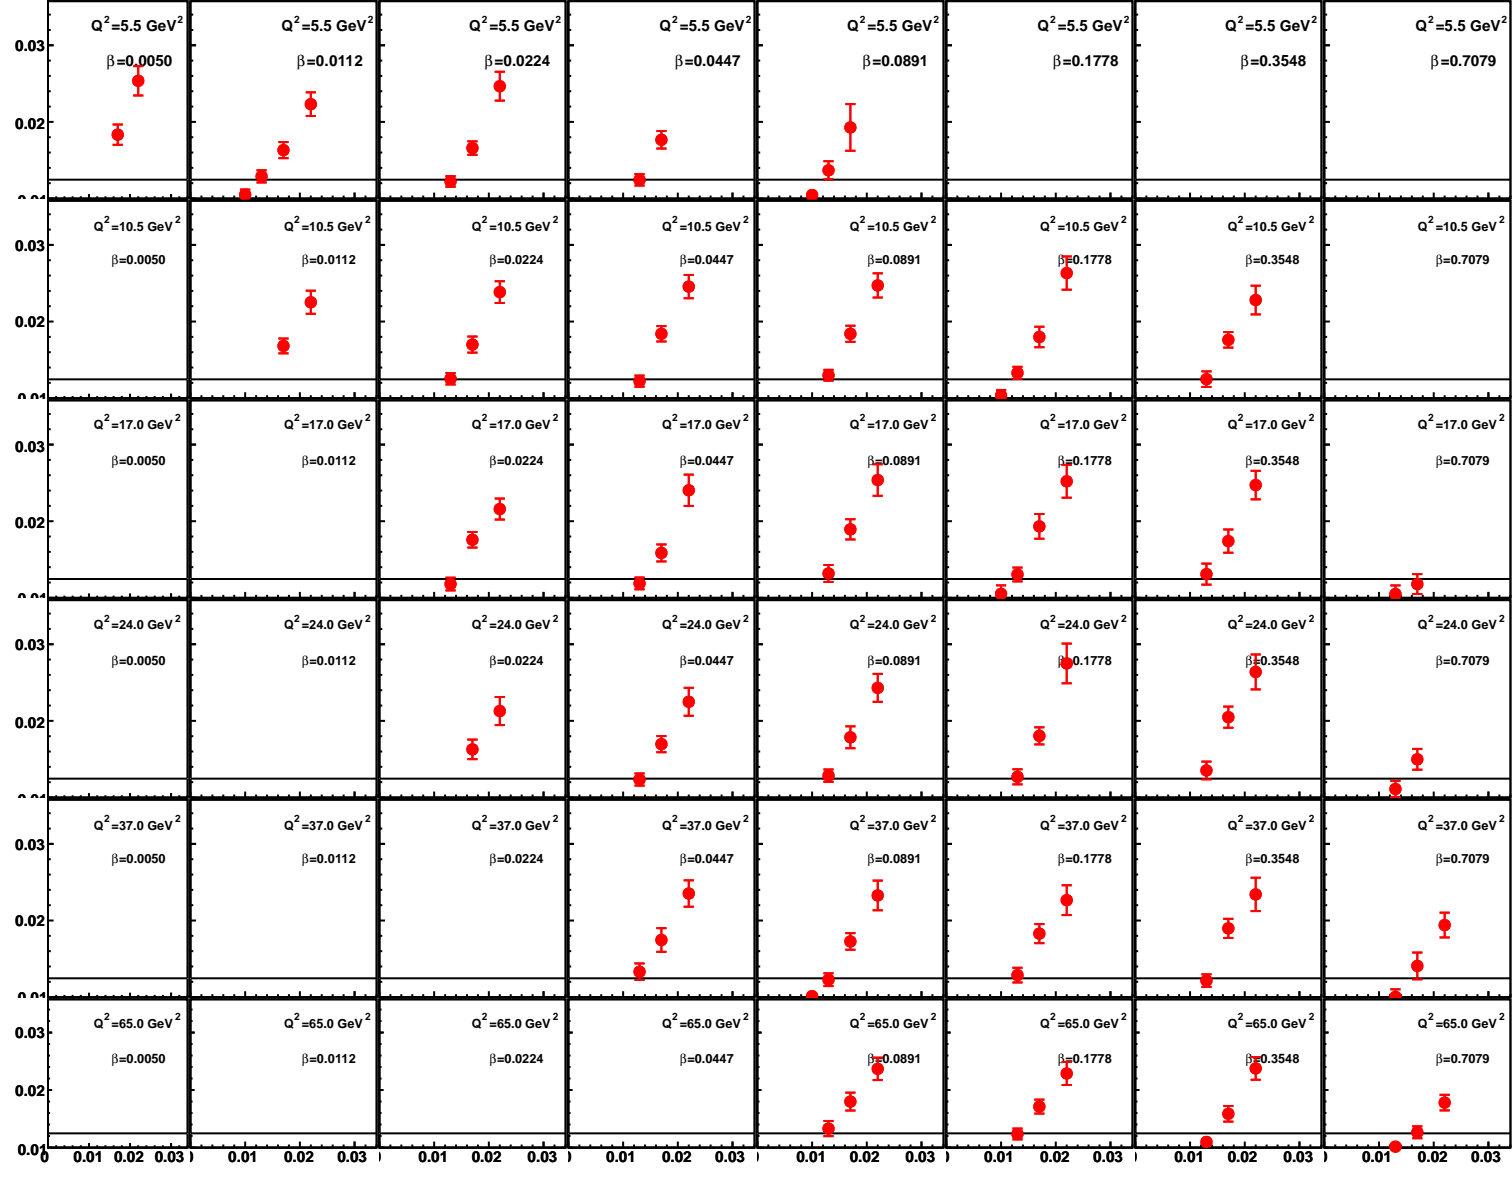 Q²=5.5 GeV² Q²=5.5 GeV² Q²=5.5 GeV² Q²=5.5 GeV² Q²=5.5 GeV² Q²=5.5 GeV² Q²=5.5 GeV² Q²=5.5 GeV²
0.03
β=0.0050 β=0.0112 β=0.0224 β=0.0447 β=0.0891 β=0.1778 β=0.3548 β=0.7079
0.02
Q²=10.5 GeV² Q²=10.5 GeV² Q²=10.5 GeV² Q²=10.5 GeV² Q²=10.5 GeV² Q²=10.5 GeV² Q²=10.5 GeV² Q²=10.5 GeV²
0.03
β=0.0050 β=0.0112 β=0.0224 β=0.0447 β=0.0891 β=0.1778 β=0.3548 β=0.7079
0.02
0.01
Q²=17.0 GeV² Q²=17.0 GeV² Q²=17.0 GeV² Q²=17.0 GeV² Q²=17.0 GeV² Q²=17.0 GeV² Q²=17.0 GeV² Q²=17.0 GeV²
0.03
β=0.0050 β=0.0112 β=0.0224 β=0.0447 β=0.0891 β=0.1778 β=0.3548 β=0.7079
0.02
Q²=24.0 GeV² Q²=24.0 GeV² Q²=24.0 GeV² Q²=24.0 GeV² Q²=24.0 GeV² Q²=24.0 GeV² Q²=24.0 GeV² Q²=24.0 GeV²
0.03
β=0.0050 β=0.0112 β=0.0224 β=0.0447 β=0.0891 β=0.1778 β=0.3548 β=0.7079
0.02
Q²=37.0 GeV² Q²=37.0 GeV² Q²=37.0 GeV² Q²=37.0 GeV² Q²=37.0 GeV² Q²=37.0 GeV² Q²=37.0 GeV² Q²=37.0 GeV²
0.03
β=0.0050 β=0.0112 β=0.0224 β=0.0447 β=0.0891 β=0.1778 β=0.3548 β=0.7079
0.02
0.01
Q²=65.0 GeV² Q²=65.0 GeV² Q²=65.0 GeV² Q²=65.0 GeV² Q²=65.0 GeV² Q²=65.0 GeV² Q²=65.0 GeV² Q²=65.0 GeV²
0.03
β=0.0050 β=0.0112 β=0.0224 β=0.0447 β=0.0891 β=0.1778 β=0.3548 β=0.7079
0.02
0.01
0 0.01 0.02 0.03 0.01 0.02 0.03 0.01 0.02 0.03 0.01 0.02 0.03 0.01 0.02 0.03 0.01 0.02 0.03 0.01 0.02 0.03 0.01 0.02 0.03